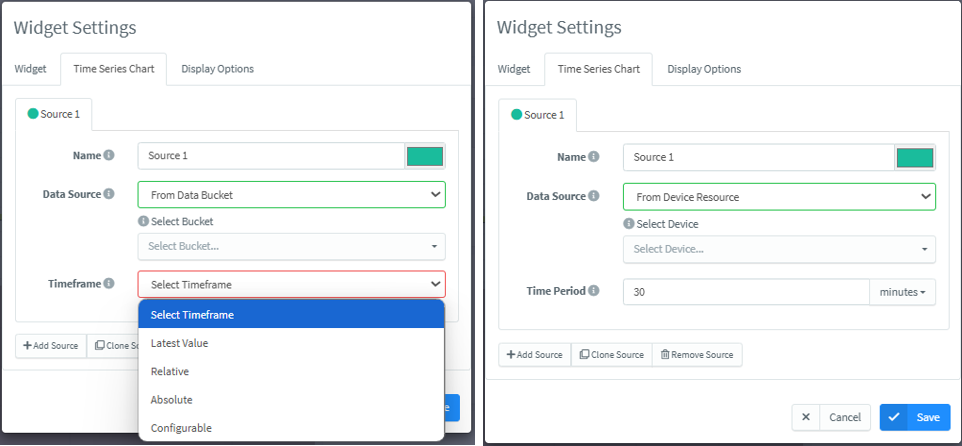 Widget Settings
Widget
Time Series Chart
Display Options
Source 1
Name
Source 1
Data Source
From Data Bucket
Select Bucket
Select Bucket...
Timeframe
Select Timeframe
Select Timeframe
Latest Value
Relative
Absolute
Configurable
Add Source
Clone
Widget Settings
Widget
Time Series Chart
Display Options
Source 1
Name
Source 1
Data Source
From Device Resource
Select Device
Select Device...
Time Period
30
minutes
Add Source
Clone Source
Remove Source
Cancel
Save